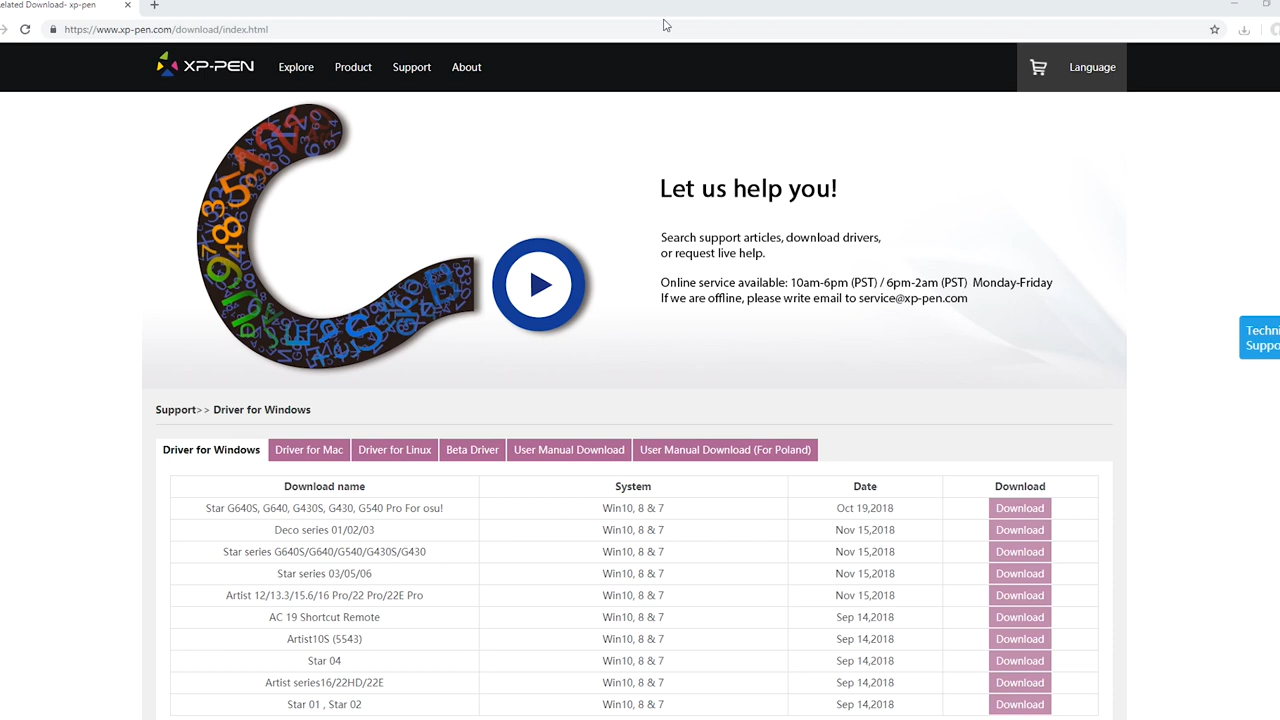 elated Download- xp-pen
https://www.xp-pen.com/download/index.html
XP-PEN Explore Product Support About Language
Let us help you!
Search support articles, download drivers,
or request live help.
Online service available: 10am-6pm (PST) / 6pm-2am (PST) Monday-Friday
If we are offline, please write email to service@xp-pen.com
Techni
Suppo
Support>> Driver for Windows
Driver for Windows Driver for Mac Driver for Linux Beta Driver User Manual Download User Manual Download (For Poland)
Download name System Date Download
Star G640S, G640, G430S, G430, G540 Pro For osu! Win10, 8 & 7 Oct 19,2018 Download
Deco series 01/02/03 Win10, 8 & 7 Nov 15,2018 Download
Star series G640S/G640/G540/G430S/G430 Win10, 8 & 7 Nov 15,2018 Download
Star series 03/05/06 Win10, 8 & 7 Nov 15,2018 Download
Artist 12/13.3/15.6/16 Pro/22 Pro/22E Pro Win10, 8 & 7 Nov 15,2018 Download
AC 19 Shortcut Remote Win10, 8 & 7 Sep 14,2018 Download
Artist10S (5543) Win10, 8 & 7 Sep 14,2018 Download
Star 04 Win10, 8 & 7 Sep 14,2018 Download
Artist series16/22HD/22E Win10, 8 & 7 Sep 14,2018 Download
Star 01 , Star 02 Win10, 8 & 7 Sep 14,2018 Download